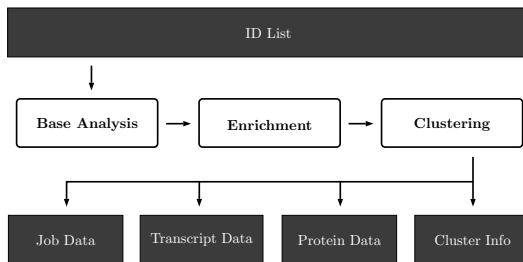 ID List
Base Analysis
Enrichment
Clustering
Job Data
Transcript Data
Protein Data
Cluster Info